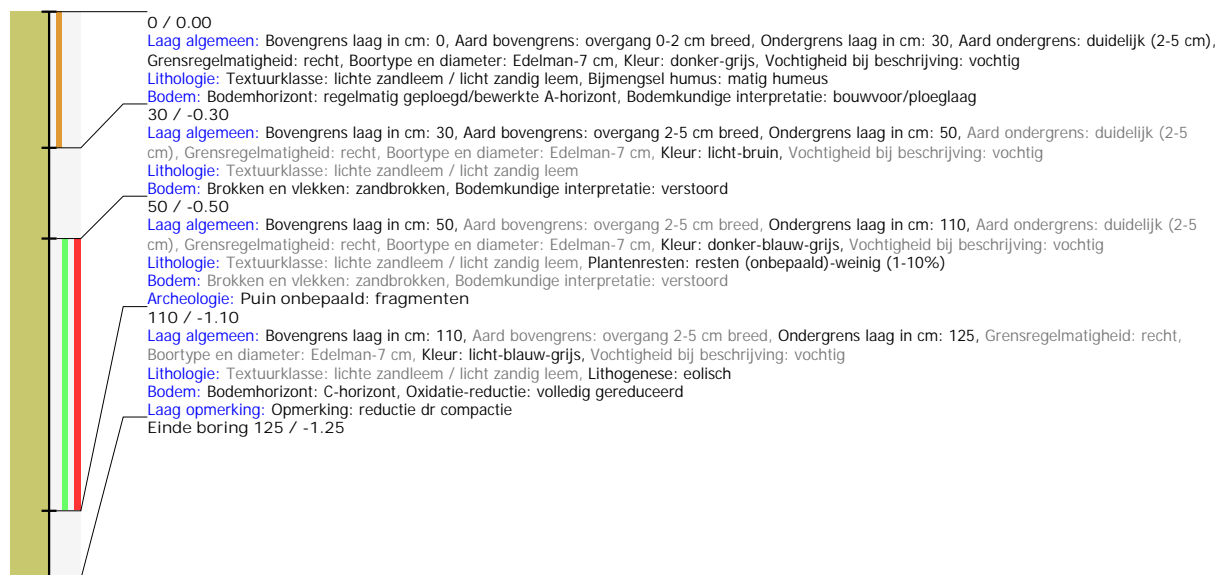 0 / 0.00
Laag algemeen: Bovengrens laag in cm: 0, Aard bovengrens: overgang 0-2 cm breed, Ondergrens laag in cm: 30, Aard ondergrens: duidelijk (2-5 cm),
Grensregelmatigheid: recht, Boortype en diameter: Edelman-7 cm, Kleur: donker-grijs, Vochtigheid bij beschrijving: vochtig
Lithologie: Textuurklasse: lichte zandleem / licht zandig leem, Bijmengsel humus: matig humeus
Bodem: Bodemhorizont: regelmatig geploegd/bewerkte A-horizont, Bodemkundige interpretatie: bouwvoor/ploeglaag
30 / -0.30
Laag algemeen: Bovengrens laag in cm: 30, Aard bovengrens: overgang 2-5 cm breed, Ondergrens laag in cm: 50, Aard ondergrens: duidelijk (2-5
cm), Grensregelmatigheid: recht, Boortype en diameter: Edelman-7 cm, Kleur: licht-bruin, Vochtigheid bij beschrijving: vochtig
Lithologie: Textuurklasse: lichte zandleem / licht zandig leem
Bodem: Brokken en vlekken: zandbrokken, Bodemkundige interpretatie: verstoord
50 / -0.50
Laag algemeen: Bovengrens laag in cm: 50, Aard bovengrens: overgang 2-5 cm breed, Ondergrens laag in cm: 110, Aard ondergrens: duidelijk (2-5
cm), Grensregelmatigheid: recht, Boortype en diameter: Edelman-7 cm, Kleur: donker-blauw-grijs, Vochtigheid bij beschrijving: vochtig
Lithologie: Textuurklasse: lichte zandleem / licht zandig leem, Plantenresten: resten (onbepaald)-weinig (1-10%)
Bodem: Brokken en vlekken: zandbrokken, Bodemkundige interpretatie: verstoord
Archeologie: Puin onbepaald: fragmenten
110 / -1.10
Laag algemeen: Bovengrens laag in cm: 110, Aard bovengrens: overgang 2-5 cm breed, Ondergrens laag in cm: 125, Grensregelmatigheid: recht,
Boortype en diameter: Edelman-7 cm, Kleur: licht-blauw-grijs, Vochtigheid bij beschrijving: vochtig
Lithologie: Textuurklasse: lichte zandleem / licht zandig leem, Lithogenese: eolisch
Bodem: Bodemhorizont: C-horizont, Oxidatie-reductie: volledig gereduceerd
Laag opmerking: Opmerking: reductie dr compactie
Einde boring 125 / -1.25